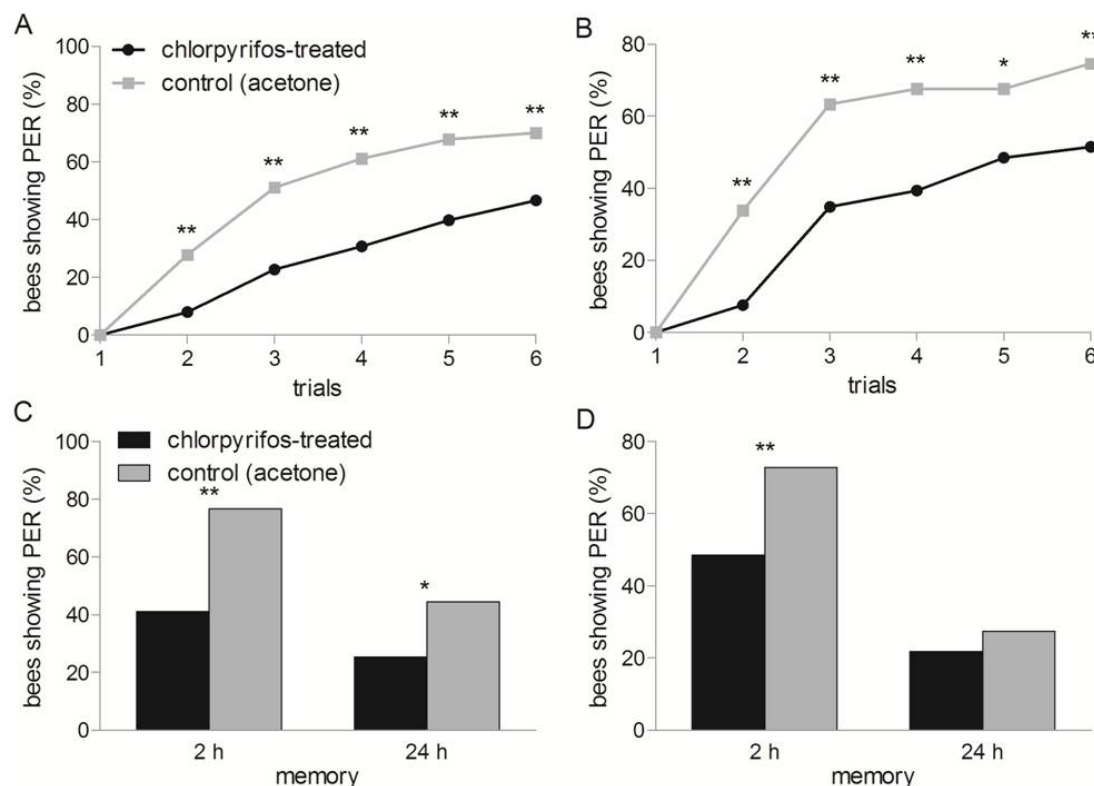 A
bees showing PER (%)
100
80
60
40
20
0
chlorpyrifos-treated
control (acetone)
**
**
**
**
**
1 2 3 4 5 6
trials
B
bees showing PER (%)
80
60
40
20
0
**
**
**
*
**
1 2 3 4 5 6
trials
C
bees showing PER (%)
100
80
60
40
20
0
chlorpyrifos-treated
control (acetone)
**
*
2 h 24 h
memory
D
bees showing PER (%)
80
60
40
20
0
**
2 h 24 h
memory